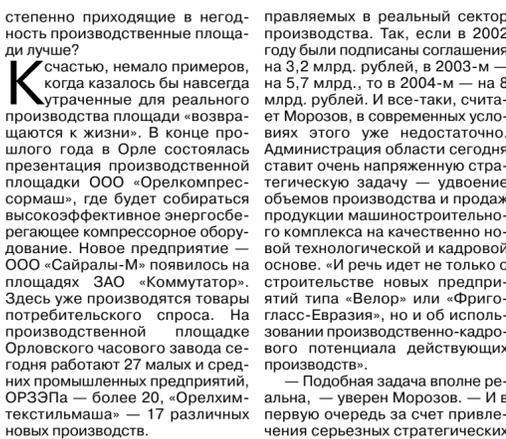 степенно приходящие в негод-
ность производственные площа-
ди лучше?
К счастью, немало примеров,
когда казалось бы навсегда
утраченные для реального
производства площади «возвра-
щаются к жизни». В конце про-
шлого года в Орле состоялась
презентация производственной
площадки ООО «Орелкомпрес-
сормаш», где будет собираться
высокоэффективное энергосбе-
регающее компрессорное обору-
дование. Новое предприятие —
ООО «Сайралы-М» появилось на
площадях ЗАО «Коммутатор».
Здесь уже производятся товары
потребительского спроса. На
производственной площадке
Орловского часового завода се-
годня работают 27 малых и сред-
них промышленных предприятий,
ОРЗЭПа — более 20, «Орелхим-
текстильмаша» — 17 различных
новых производств.
правляемых в реальный сектор
производства. Так, если в 2002
году были подписаны соглашения
на 3,2 млрд. рублей, в 2003-м —
на 5,7 млрд., то в 2004-м — на 8
млрд. рублей. И все-таки, счита-
ет Морозов, в современных усло-
виях этого уже недостаточно.
Администрация области сегодня
ставит очень напряженную стра-
тегическую задачу — удвоение
объемов производства и продаж
продукции машиностроительно-
го комплекса на качественно но-
вой технологической и кадровой
основе. «И речь идет не только о
строительстве новых предпри-
ятий типа «Велор» или «Фриго-
гласс-Евразия», но и об исполь-
зовании производственно-кадро-
вого потенциала действующих
производств».
— Подобная задача вполне ре-
альна, — уверен Морозов. — И в
первую очередь за счет привле-
чения серьезных стратегических